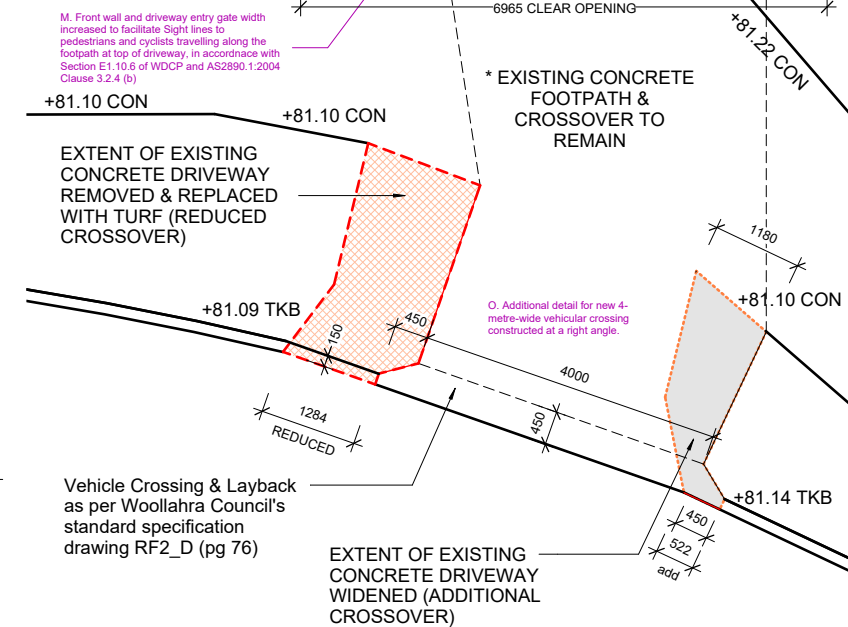 M. Front wall and driveway entry gate width
increased to facilitate Sight lines to
pedestrians and cyclists travelling along the
footpath at top of driveway, in accordnace with
Section E1.10.6 of WDCP and AS2890.1:2004
Clause 3.2.4 (b)
6965 CLEAR OPENING
+81.22 CON
+81.10 CON
+81.10 CON
* EXISTING CONCRETE
FOOTPATH &
CROSSOVER TO
REMAIN
EXTENT OF EXISTING
CONCRETE DRIVEWAY
REMOVED & REPLACED
WITH TURF (REDUCED
CROSSOVER)
1180
+81.10 CON
+81.09 TKB
450
150
O. Additional detail for new 4-
metre-wide vehicular crossing
constructed at a right angle.
4000
1284
REDUCED
450
Vehicle Crossing & Layback
as per Woollahra Council's
standard specification
drawing RF2_D (pg 76)
+81.14 TKB
450
522
add
EXTENT OF EXISTING
CONCRETE DRIVEWAY
WIDENED (ADDITIONAL
CROSSOVER)